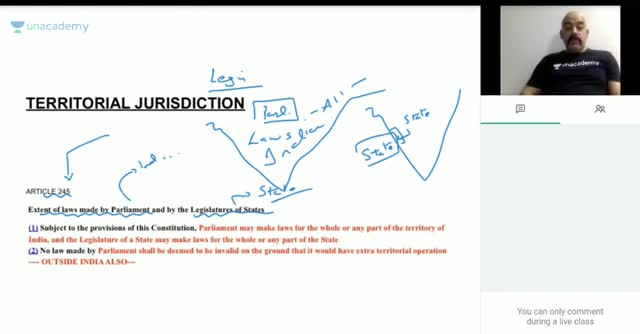 unacademy
Legi
TERRITORIAL JURISDICTION
Parl. - All
Laws
Indian
State
State
State
Ind...
ARTICLE 245
Extent of laws made by Parliament and by the Legislatures of States
(1) Subject to the provisions of this Constitution, Parliament may make laws for the whole or any part of the territory of
India, and the Legislature of a State may make laws for the whole or any part of the State
(2) No law made by Parliament shall be deemed to be invalid on the ground that it would have extra territorial operation
---- OUTSIDE INDIA ALSO---
unacademy
You can only comment
during a live class